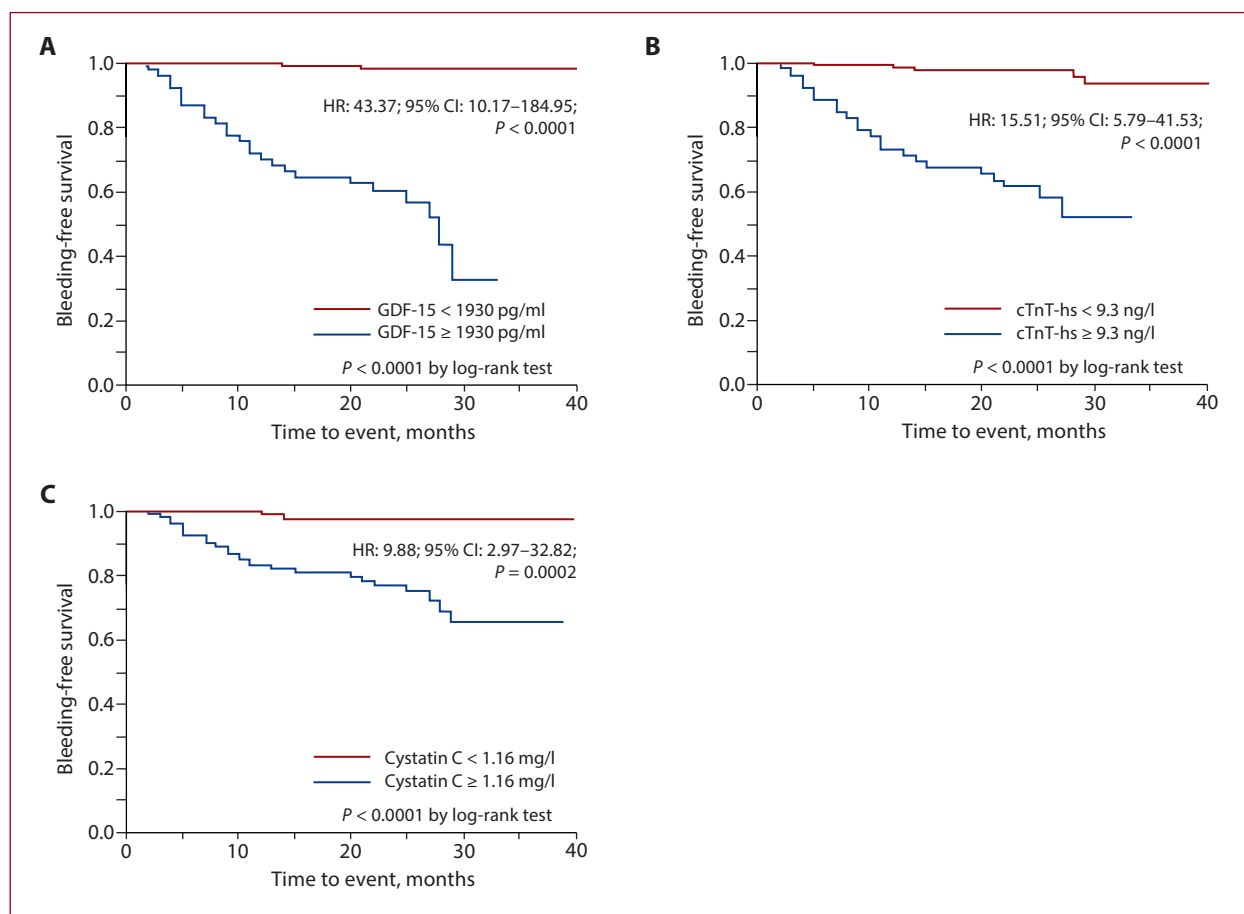 A
Bleeding-free survival
1.0
0.8
0.6
0.4
0.2
0.0
HR: 43.37; 95% CI: 10.17–184.95;
P < 0.0001
GDF-15 < 1930 pg/ml
GDF-15 ≥ 1930 pg/ml
P < 0.0001 by log-rank test
0 10 20 30 40
Time to event, months
B
Bleeding-free survival
1.0
0.8
0.6
0.4
0.2
0.0
HR: 15.51; 95% CI: 5.79–41.53;
P < 0.0001
cTnT-hs < 9.3 ng/l
cTnT-hs ≥ 9.3 ng/l
P < 0.0001 by log-rank test
0 10 20 30 40
Time to event, months
C
Bleeding-free survival
1.0
0.8
0.6
0.4
0.2
0.0
HR: 9.88; 95% CI: 2.97–32.82;
P = 0.0002
Cystatin C < 1.16 mg/l
Cystatin C ≥ 1.16 mg/l
P < 0.0001 by log-rank test
0 10 20 30 40
Time to event, months